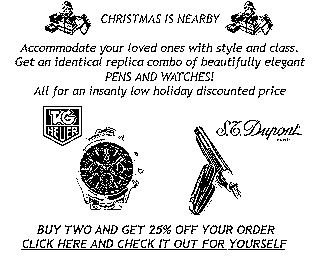 CHRISTMAS IS NEARBY
Accommodate your loved ones with style and class.
Get an identical replica combo of beautifully elegant
PENS AND WATCHES!
All for an insanly low holiday discounted price
TAG
HEUER
S.T. Dupont
PARIS
BUY TWO AND GET 25% OFF YOUR ORDER
CLICK HERE AND CHECK IT OUT FOR YOURSELF